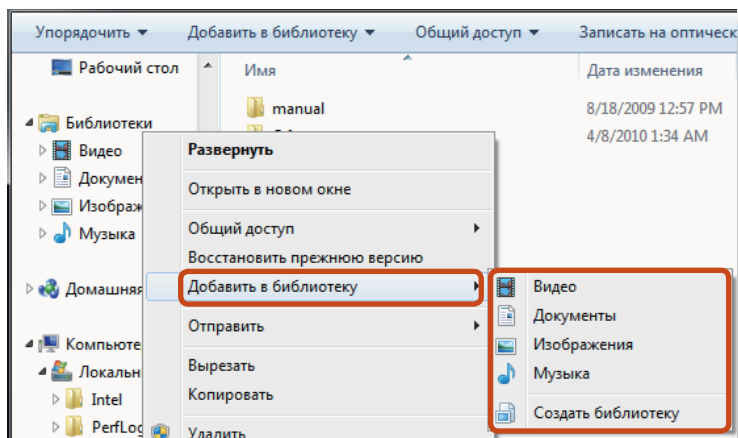 Упорядочить Добавить в библиотеку Общий доступ Записать на оптическ
Рабочий стол
Имя Дата изменения
manual 8/18/2009 12:57 PM
4/8/2010 1:34 AM
Библиотеки
Видео
Докумен
Изображ
Музыка
Домашняя
Компьюте
Локальн
Intel
PerfLog
Развернуть
Открыть в новом окне
Общий доступ
Восстановить прежнюю версию
Добавить в библиотеку
Отправить
Вырезать
Копировать
Удалить
Видео
Документы
Изображения
Музыка
Создать библиотеку